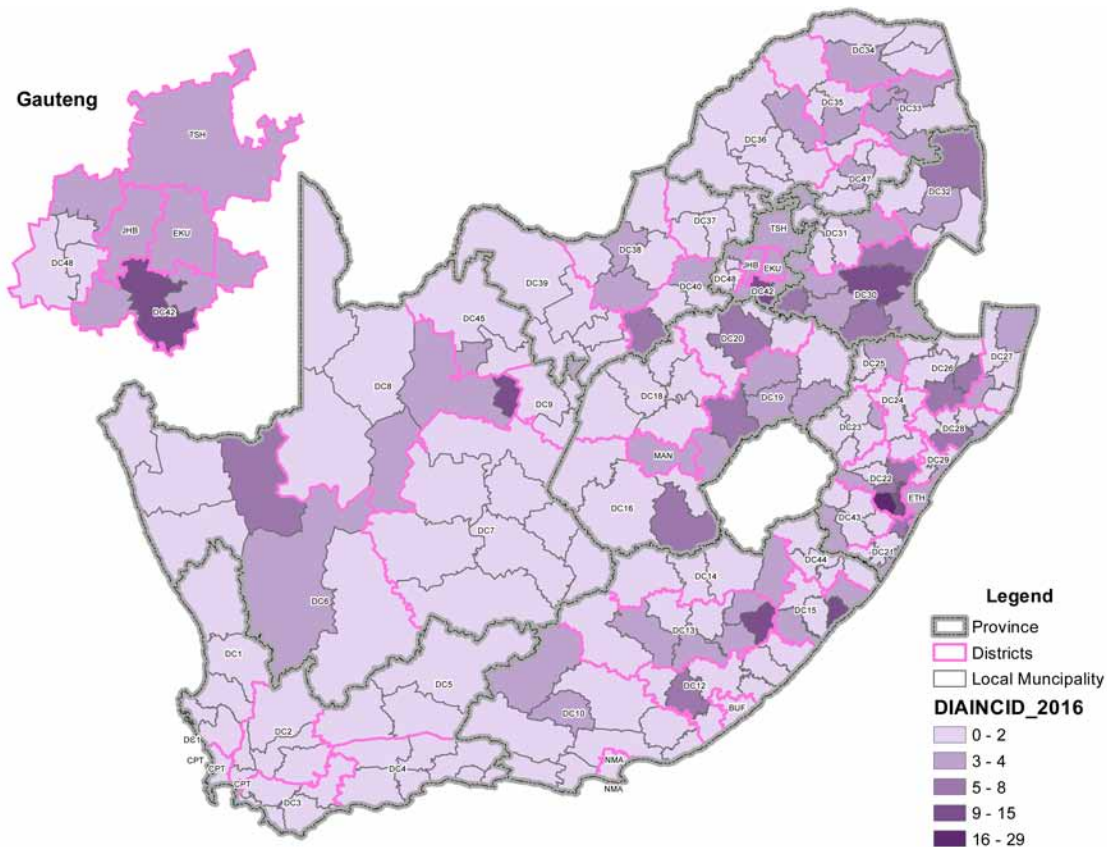 Gauteng
TSH
JHB
EKU
DC48
DC42
DC34
DC35
DC33
DC36
DC47
DC32
DC37
TSH
DC31
DC38
JHB
EKU
DC48
DC42
DC40
DC30
DC39
DC45
DC20
DC8
DC9
DC18
DC19
DC25
DC26
DC27
DC24
DC23
DC28
DC29
MAN
DC22
ETH
DC16
DC43
DC21
DC7
DC6
DC14
DC44
DC15
DC13
DC1
DC5
DC12
BUF
DC10
DC2
DC1
CPT
CPT
CPT
DC4
DC3
NMA
NMA
Legend
Province
Districts
Local Muncipality
DIAINCID_2016
0 - 2
3 - 4
5 - 8
9 - 15
16 - 29